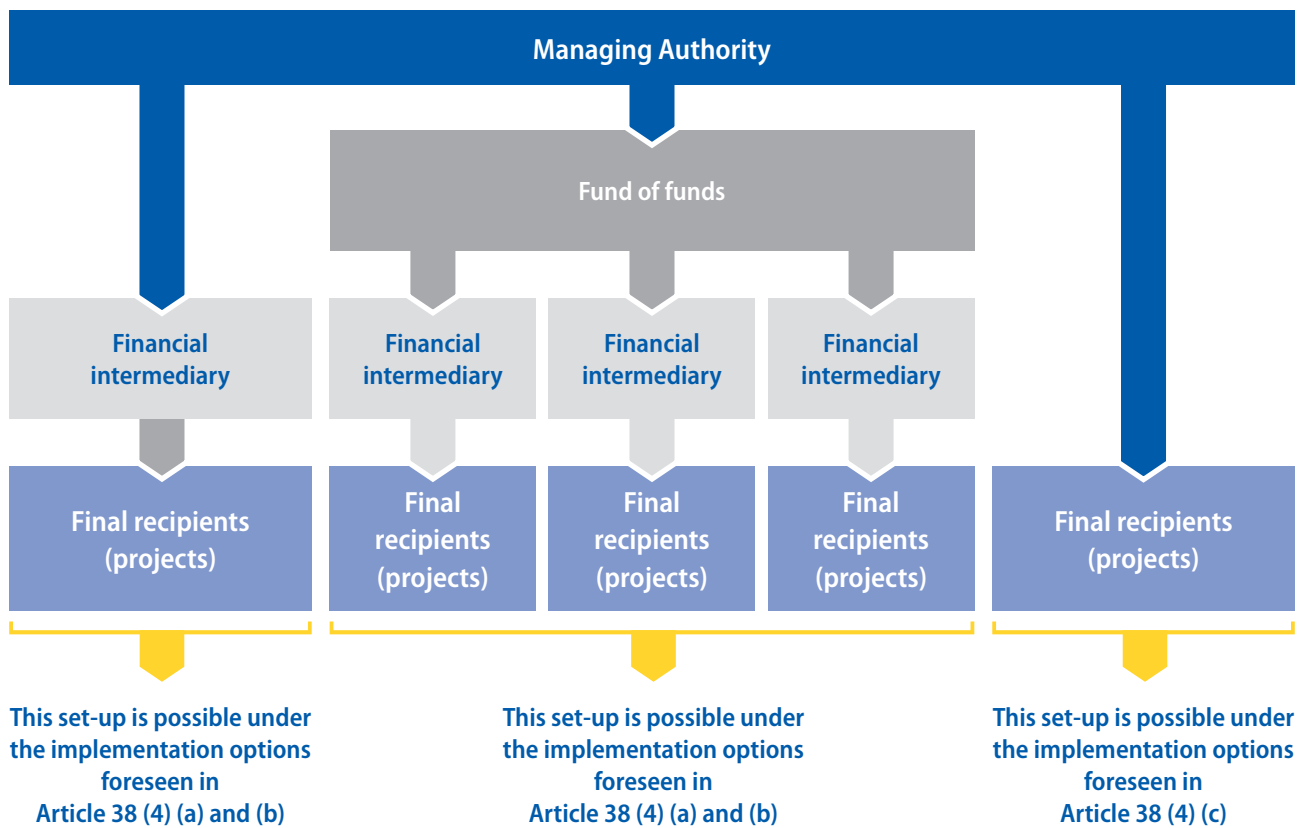 Managing Authority
Fund of funds
Financial
intermediary
Financial
intermediary
Financial
intermediary
Financial
intermediary
Final recipients
(projects)
Final
recipients
(projects)
Final
recipients
(projects)
Final
recipients
(projects)
Final recipients
(projects)
This set-up is possible under
the implementation options
foreseen in
Article 38 (4) (a) and (b)
This set-up is possible under
the implementation options
foreseen in
Article 38 (4) (a) and (b)
This set-up is possible under
the implementation options
foreseen in
Article 38 (4) (c)